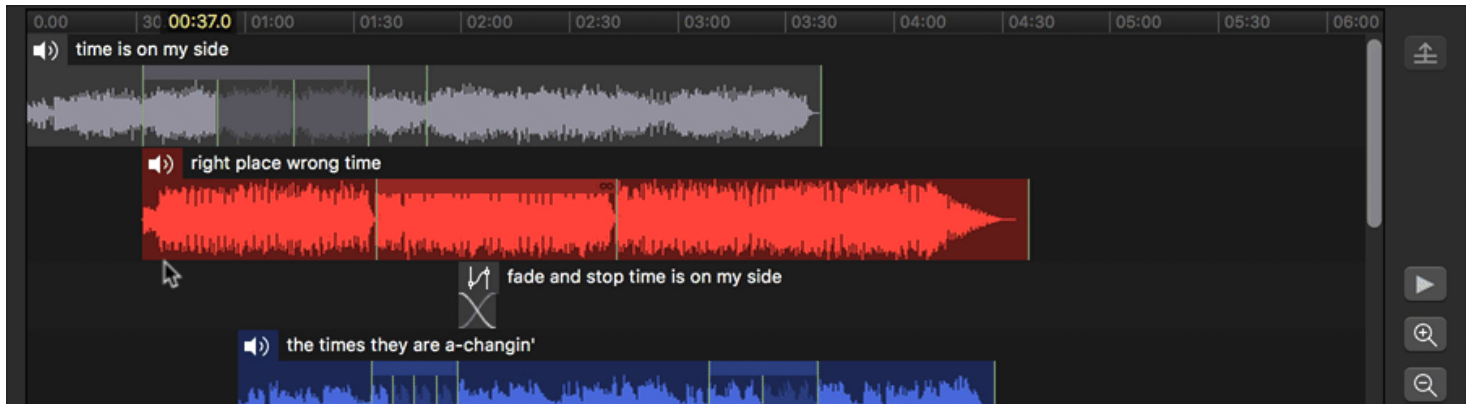 0.00 30 00:37.0 01:00 01:30 02:00 02:30 03:00 03:30 04:00 04:30 05:00 05:30 06:00
time is on my side
right place wrong time
∞
fade and stop time is on my side
the times they are a-changin'